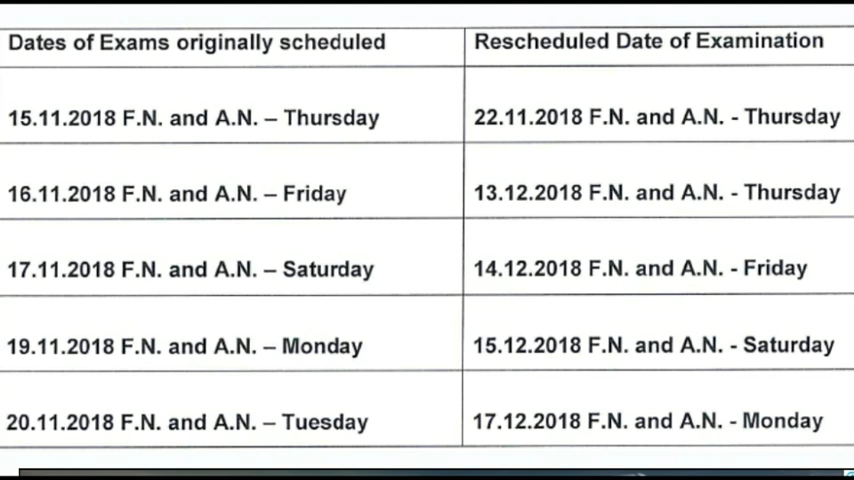 Dates of Exams originally scheduled
Rescheduled Date of Examination
15.11.2018 F.N. and A.N. – Thursday
22.11.2018 F.N. and A.N. - Thursday
16.11.2018 F.N. and A.N. – Friday
13.12.2018 F.N. and A.N. - Thursday
17.11.2018 F.N. and A.N. – Saturday
14.12.2018 F.N. and A.N. - Friday
19.11.2018 F.N. and A.N. – Monday
15.12.2018 F.N. and A.N. - Saturday
20.11.2018 F.N. and A.N. – Tuesday
17.12.2018 F.N. and A.N. - Monday